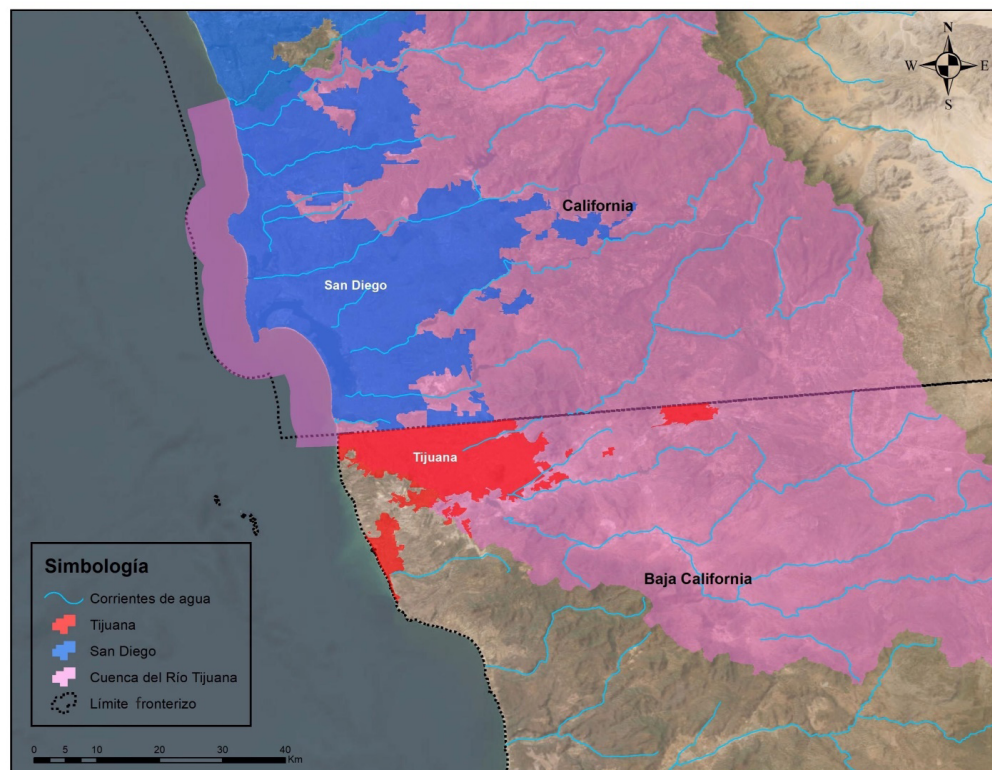 N
W E
S
California
San Diego
Tijuana
Baja California
Simbología
Corrientes de agua
Tijuana
San Diego
Cuenca del Río Tijuana
Límite fronterizo
0 5 10 20 30 40
Km